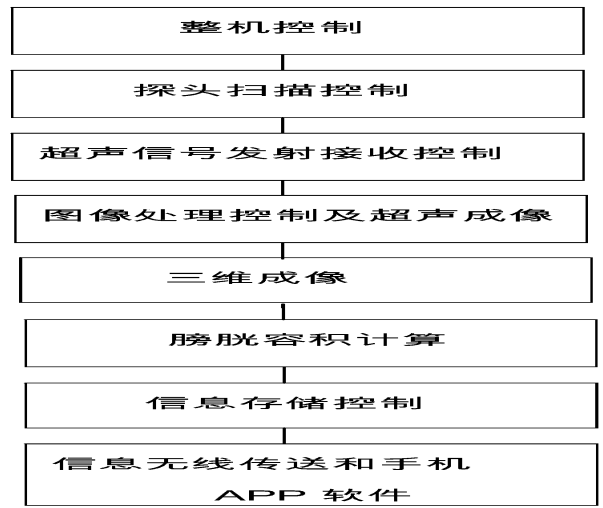 整机控制
探头扫描控制
超声信号发射接收控制
图像处理控制及超声成像
三维成像
膀胱容积计算
信息存储控制
信息无线传送和手机
APP 软件